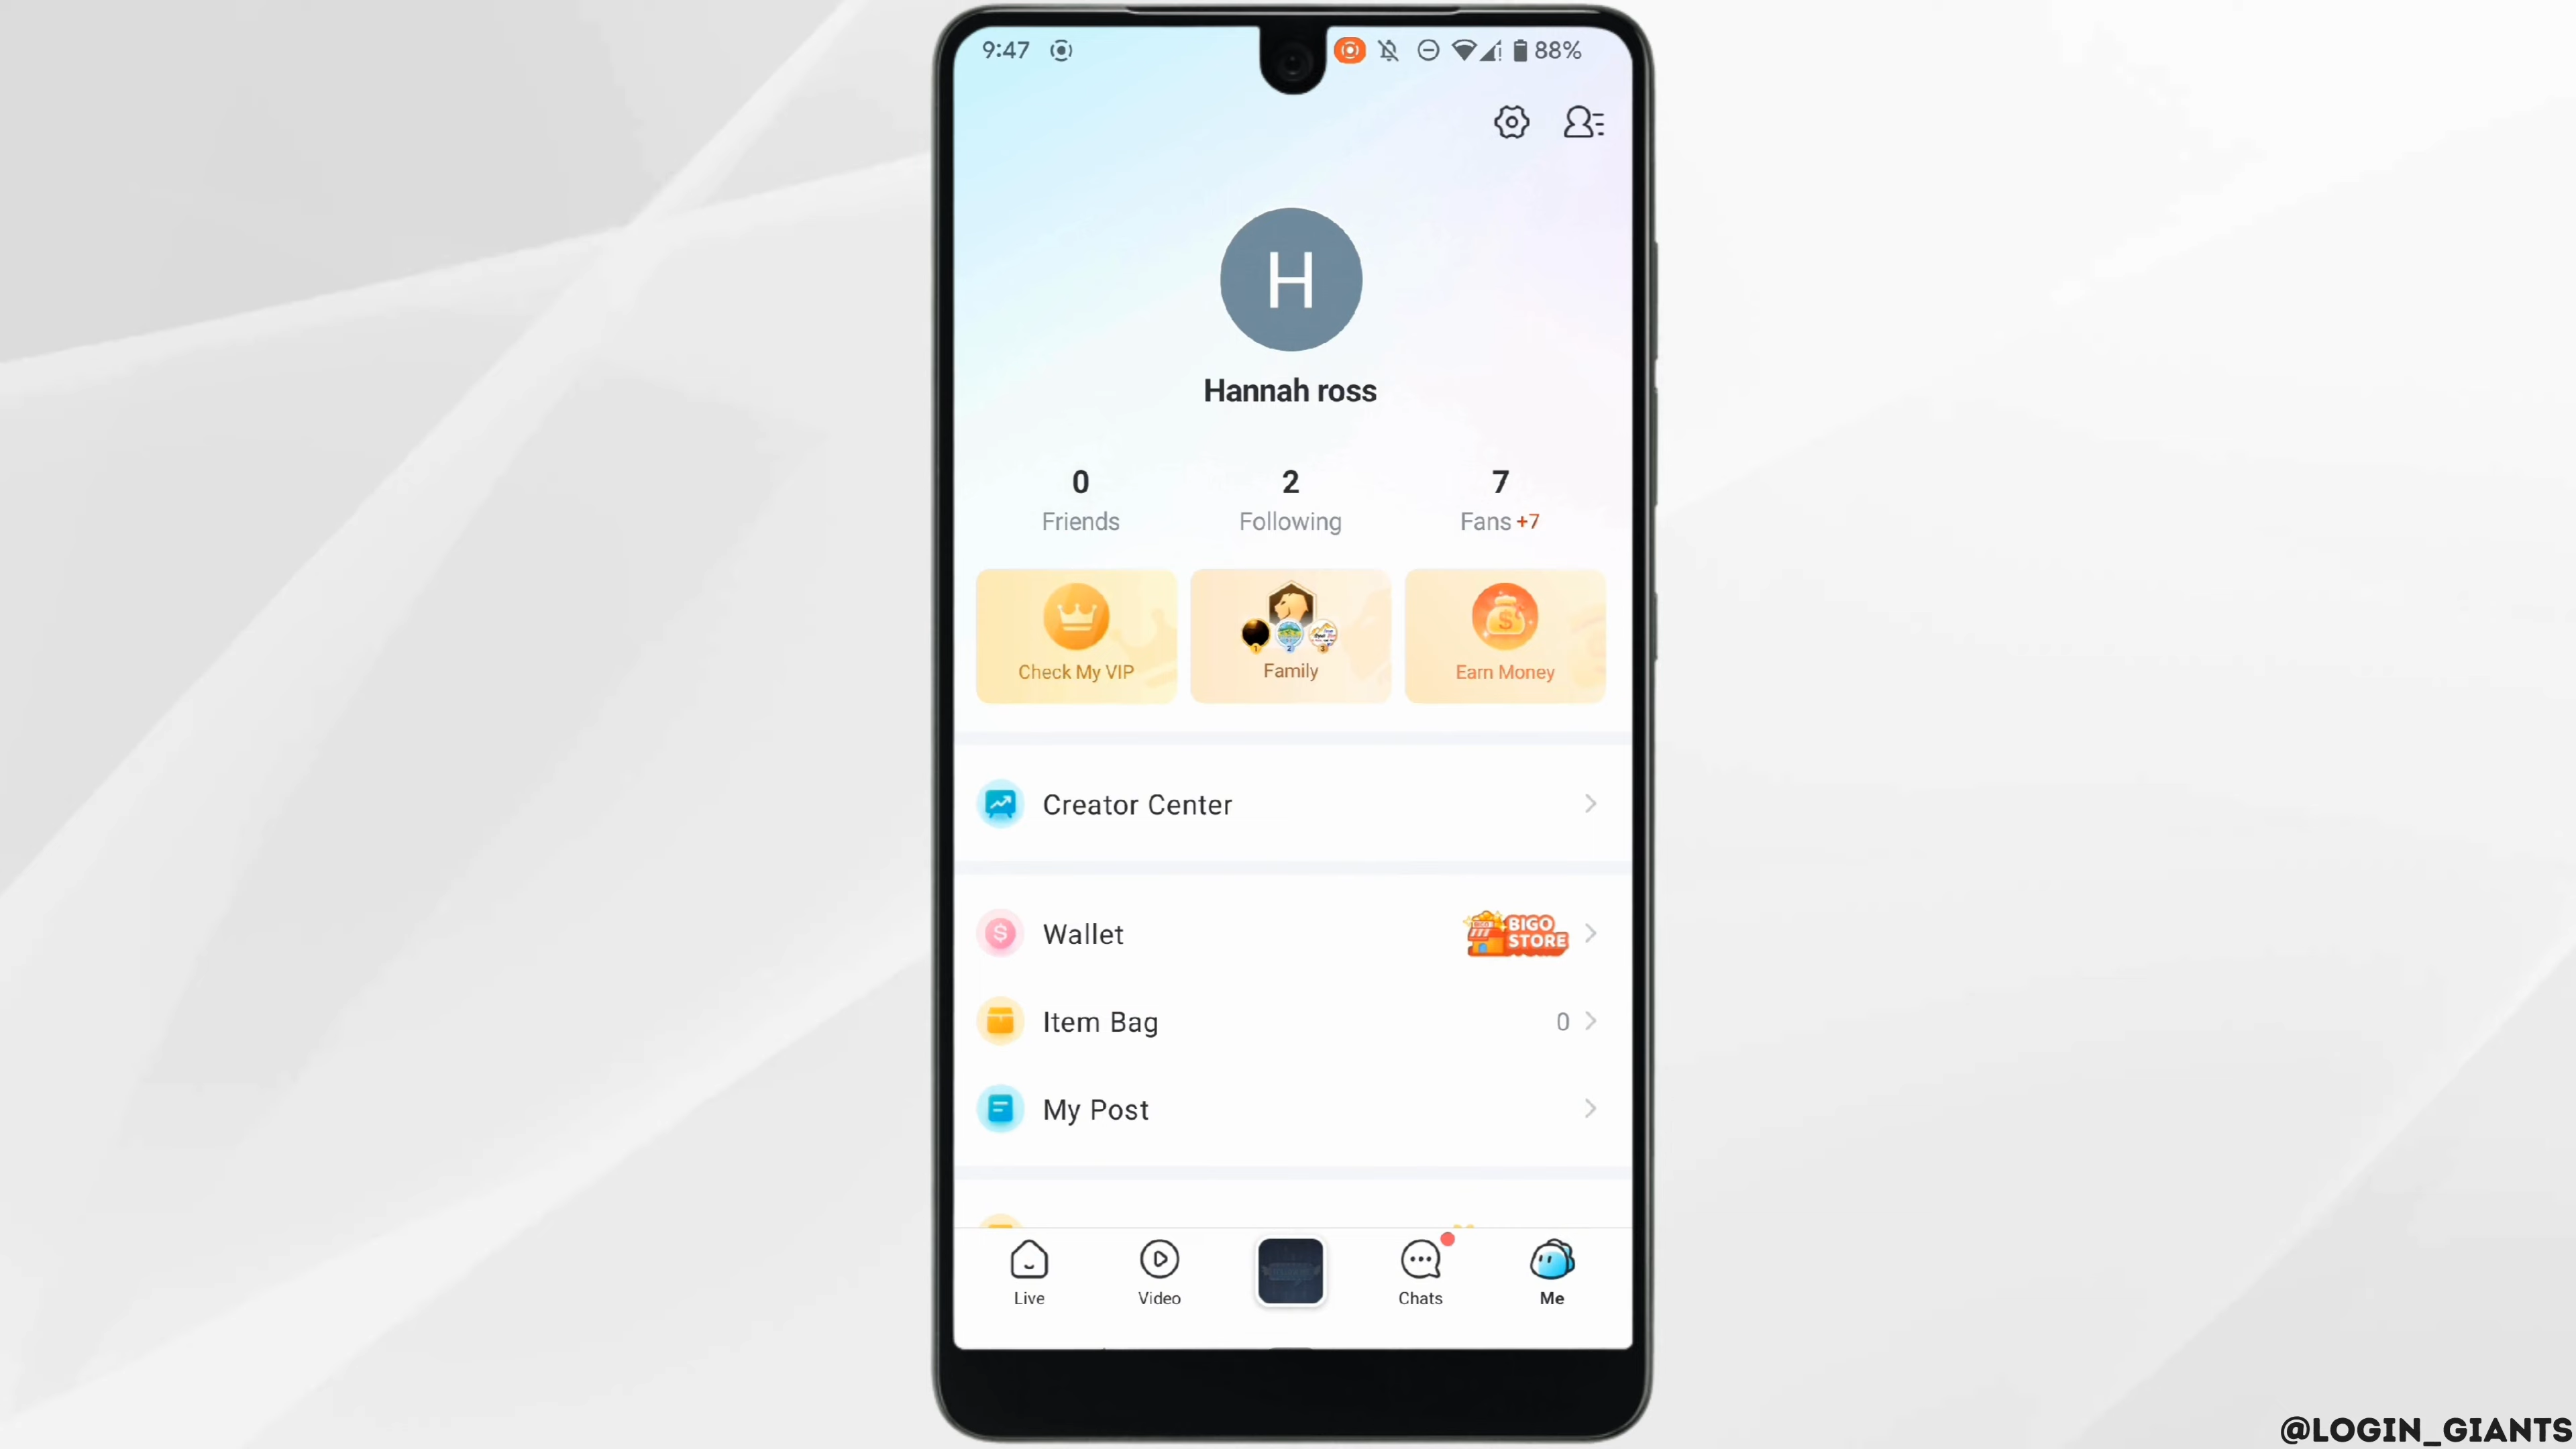 9:47
88%
H
Hannah ross
0 2 7
Friends Following Fans +7
Check My VIP Family Earn Money
Creator Center
Wallet
BIGO
STORE
Item Bag 0
My Post
Live Video Chats Me
@LOGIN_GIANTS